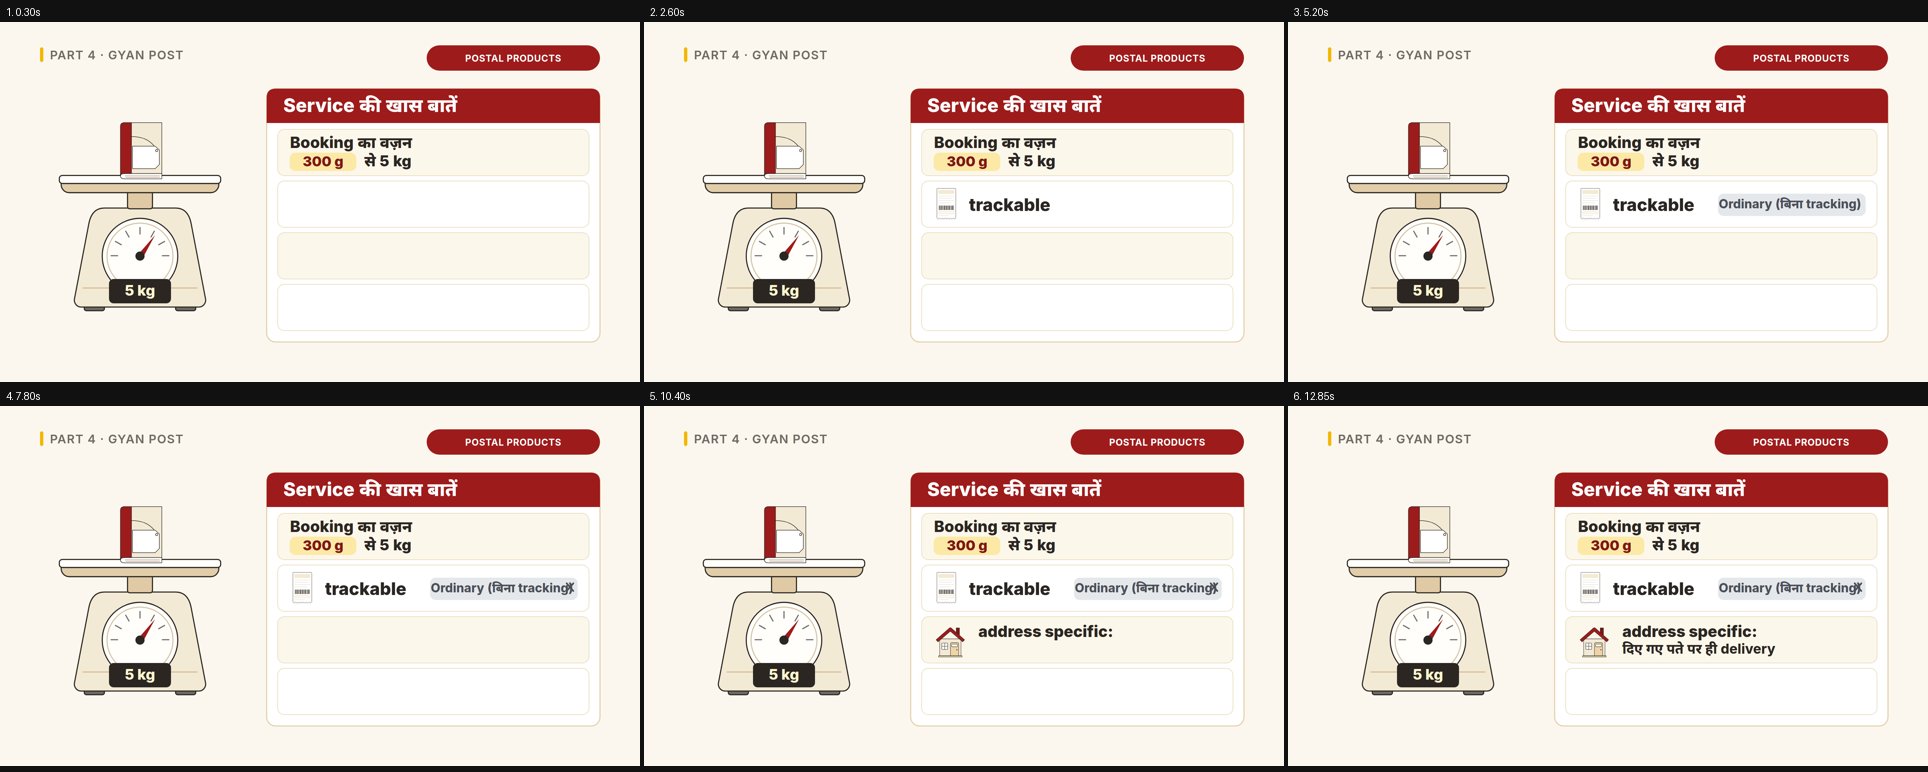 1. 0.30s
PART 4 · GYAN POST
POSTAL PRODUCTS
Service की खास बातें
Booking का वज़न
300 g से 5 kg
5 kg
2. 2.60s
PART 4 · GYAN POST
POSTAL PRODUCTS
Service की खास बातें
Booking का वज़न
300 g से 5 kg
trackable
5 kg
3. 5.20s
PART 4 · GYAN POST
POSTAL PRODUCTS
Service की खास बातें
Booking का वज़न
300 g से 5 kg
trackable Ordinary (बिना tracking)
5 kg
4. 7.80s
PART 4 · GYAN POST
POSTAL PRODUCTS
Service की खास बातें
Booking का वज़न
300 g से 5 kg
trackable Ordinary (बिना tracking)
5 kg
5. 10.40s
PART 4 · GYAN POST
POSTAL PRODUCTS
Service की खास बातें
Booking का वज़न
300 g से 5 kg
trackable Ordinary (बिना tracking)
address specific:
5 kg
6. 12.85s
PART 4 · GYAN POST
POSTAL PRODUCTS
Service की खास बातें
Booking का वज़न
300 g से 5 kg
trackable Ordinary (बिना tracking)
address specific:
दिए गए पते पर ही delivery
5 kg